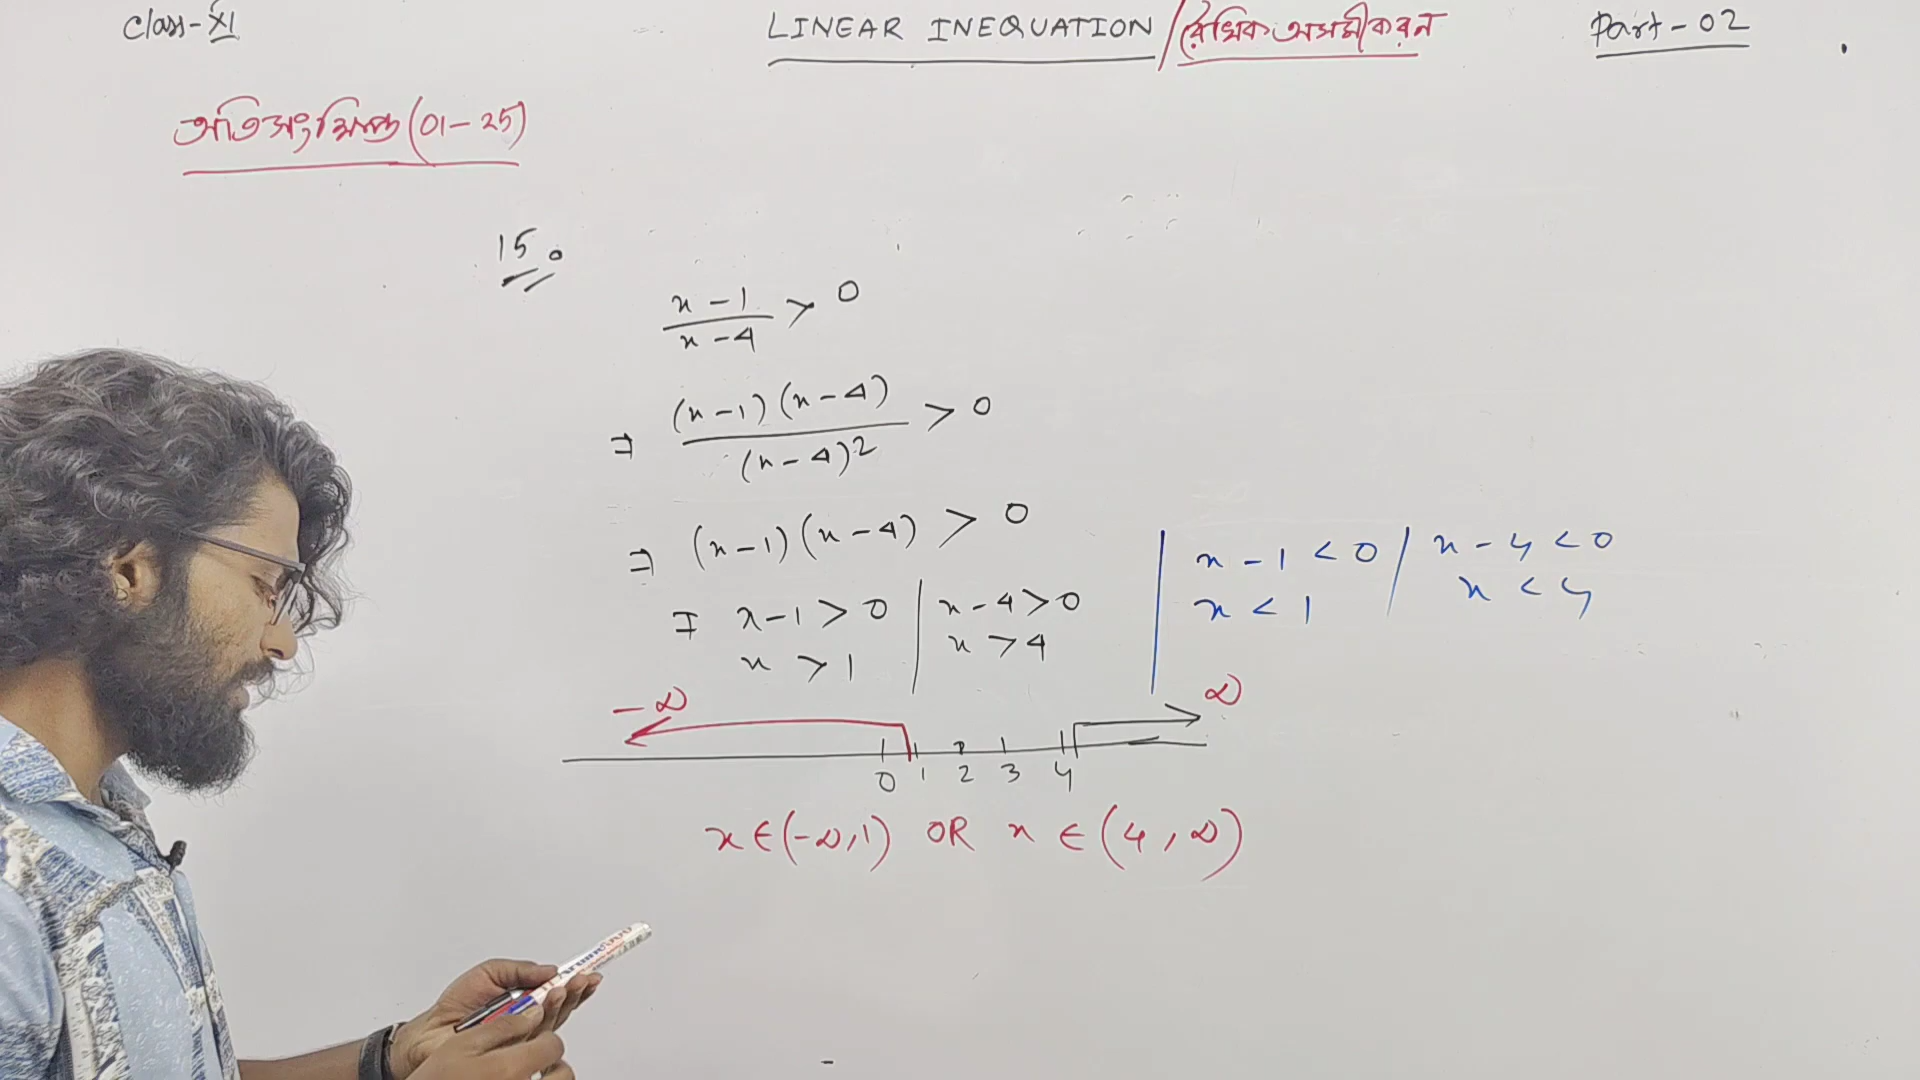 Class-XI
LINEAR INEQUATION / রৈখিক অসমীকরন
Part-02
অতিসংক্ষিপ্ত (01-25)
15.
x-1 / x-4 > 0
⇒ (x-1)(x-4) / (x-4)² > 0
⇒ (x-1)(x-4) > 0
x-1 < 0 / x-4 < 0
x < 1 x < 4
⇒ x-1 > 0 | x-4 > 0
x > 1 | x > 4
-∞ ∞
0 1 2 3 4
x ∈ (-∞, 1) OR x ∈ (4, ∞)